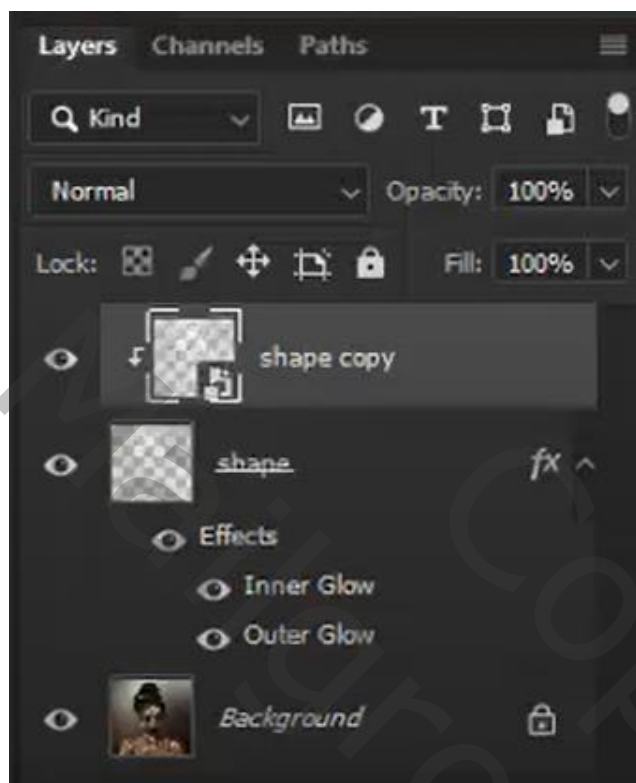 Layers Channels Paths
Kind T
Normal Opacity: 100%
Lock: Fill: 100%
shape copy
shape fx
Effects
Inner Glow
Outer Glow
Background